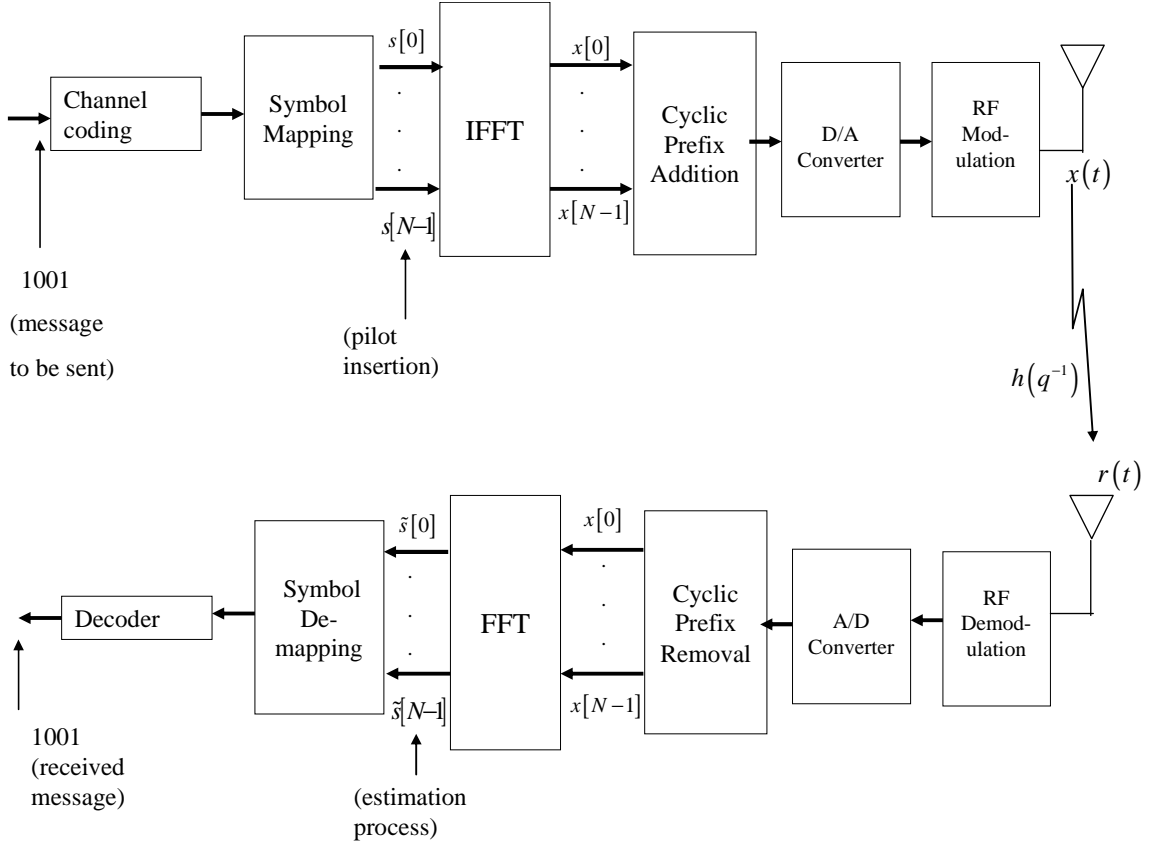 s[0]
x[0]
Channel
coding
Symbol
Mapping
.
.
.
IFFT
.
.
.
Cyclic
Prefix
Addition
D/A
Converter
RF
Mod-
ulation
x(t)
s[N-1]
x[N-1]
1001
(message
to be sent)
(pilot
insertion)
h(q⁻¹)
r(t)
s̃[0]
x[0]
Decoder
Symbol
De-
mapping
.
.
.
FFT
.
.
.
Cyclic
Prefix
Removal
A/D
Converter
RF
Demod-
ulation
s̃[N-1]
x[N-1]
1001
(received
message)
(estimation
process)